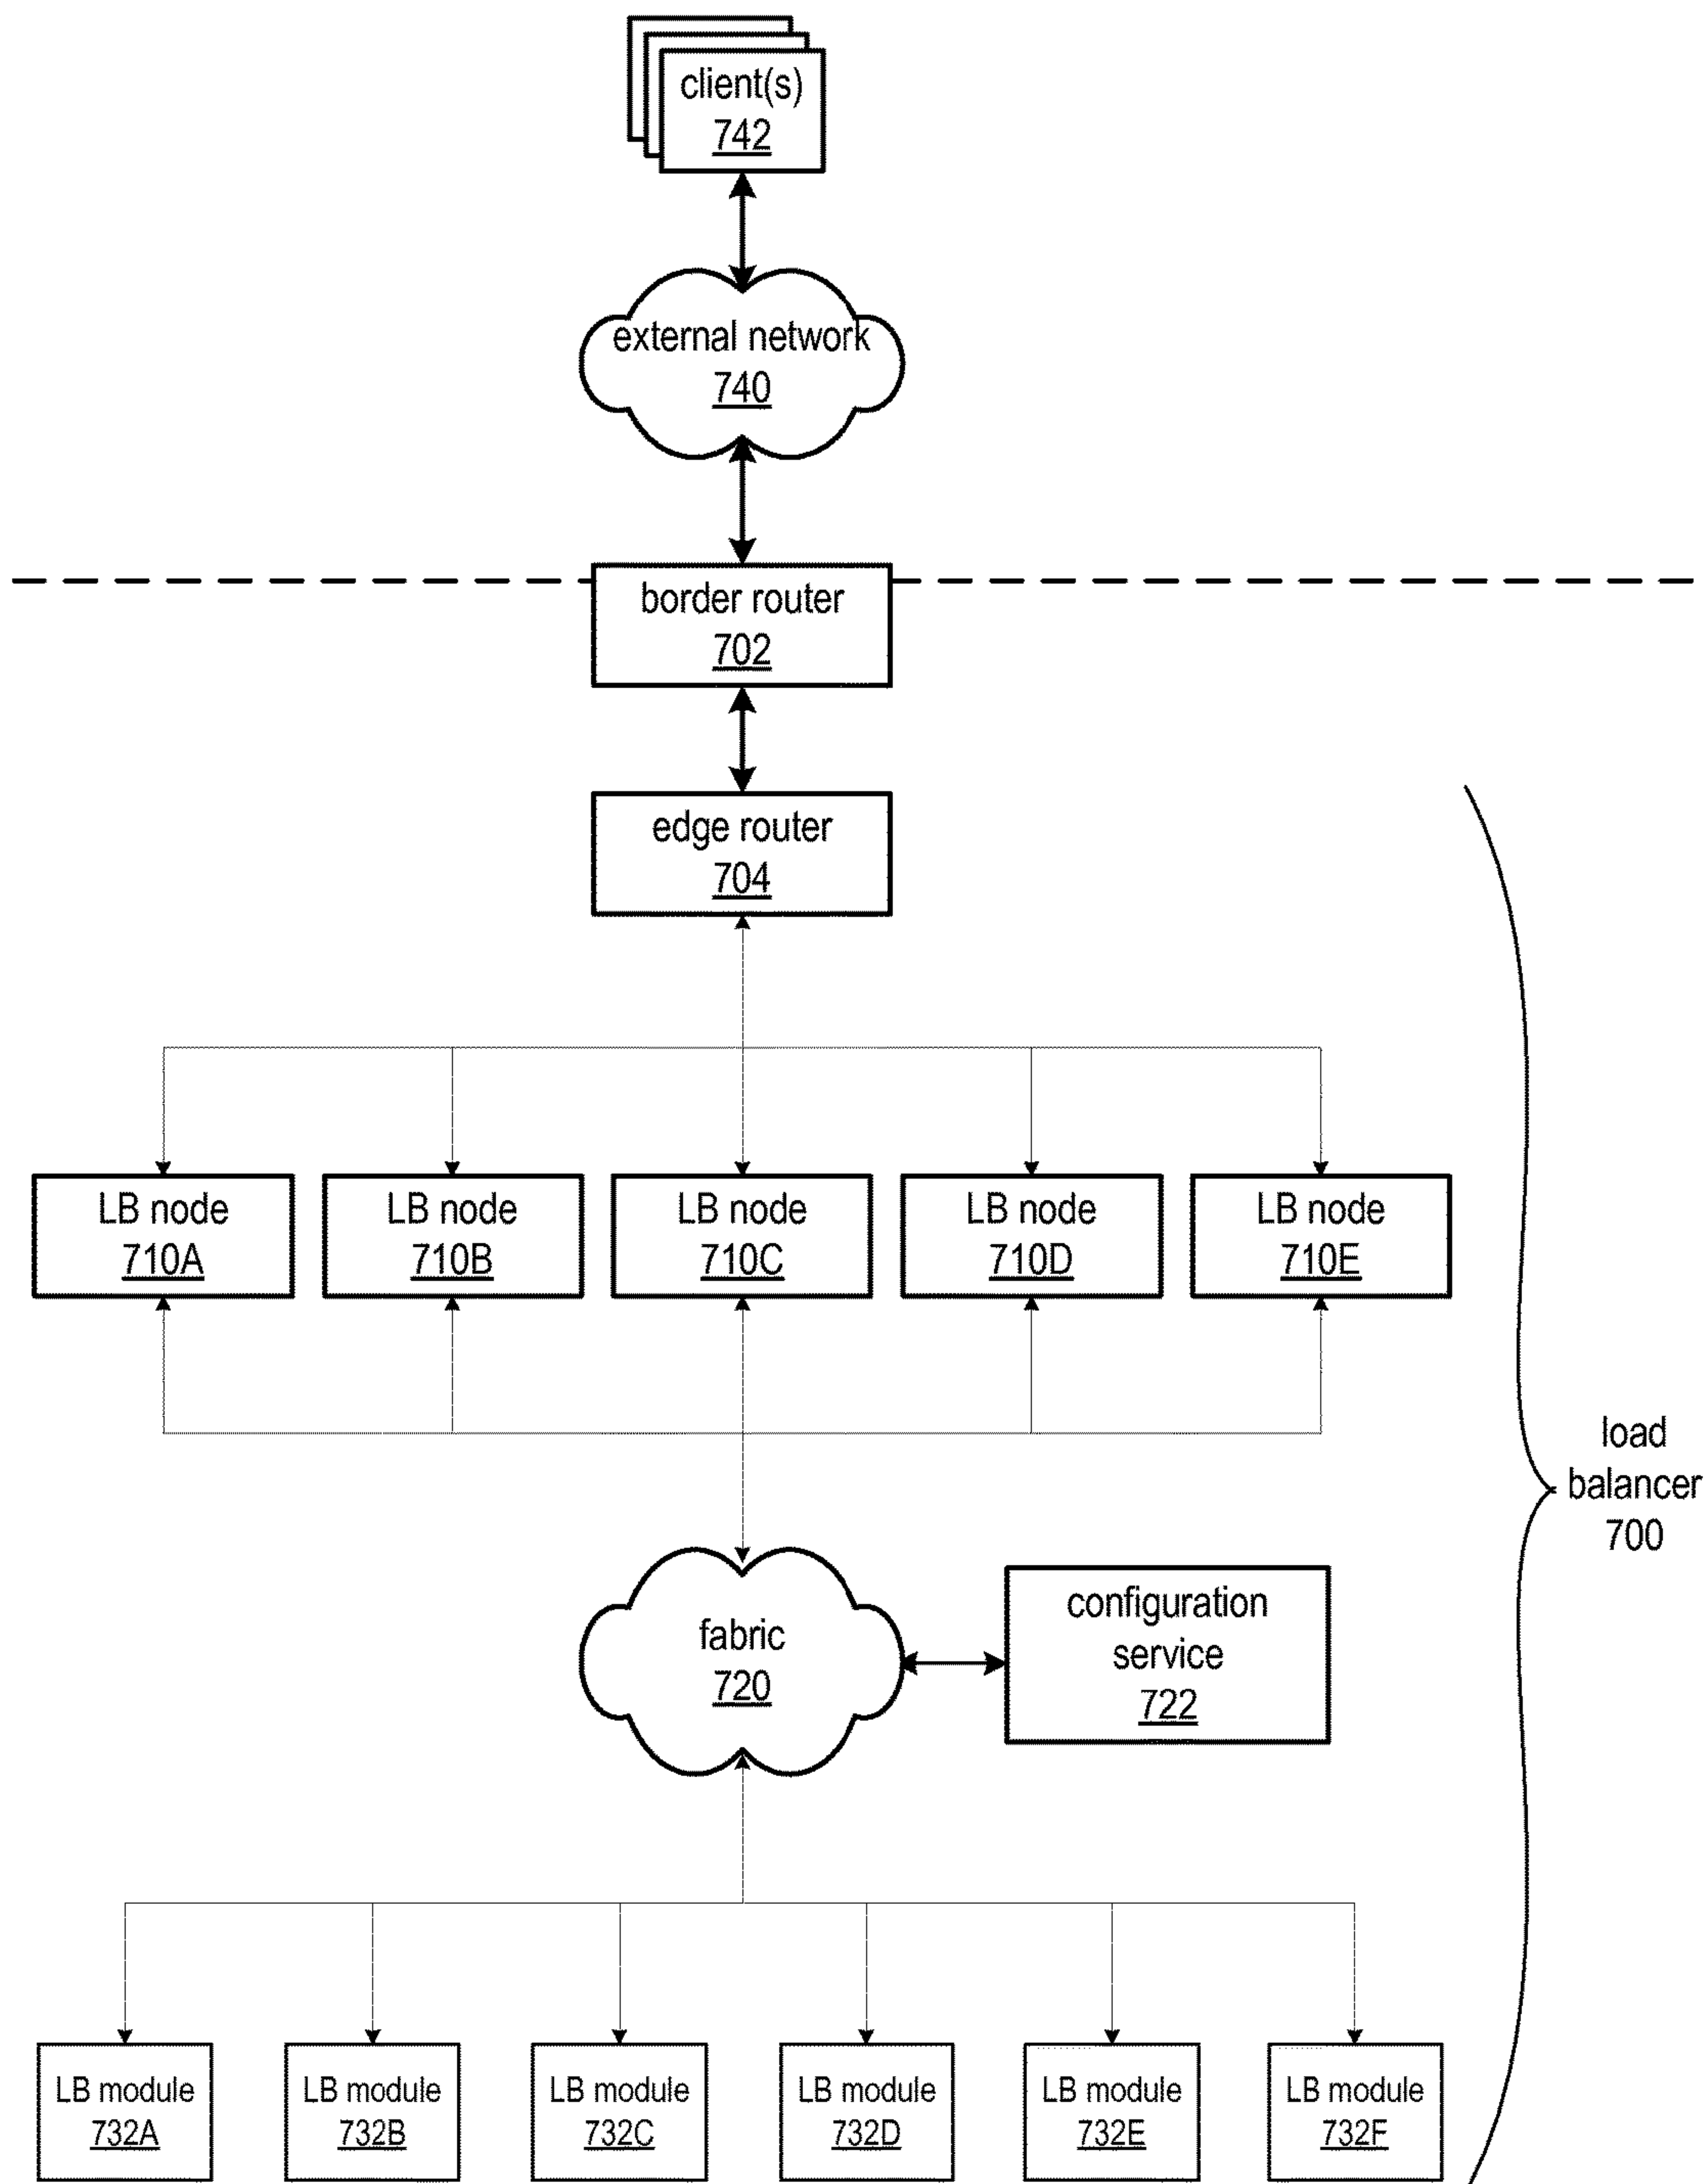 client(s)
742
external network
740
border router
702
edge router
704
LB node
710A
LB node
710B
LB node
710C
LB node
710D
LB node
710E
load
balancer
700
fabric
720
configuration
service
722
LB module
732A
LB module
732B
LB module
732C
LB module
732D
LB module
732E
LB module
732F